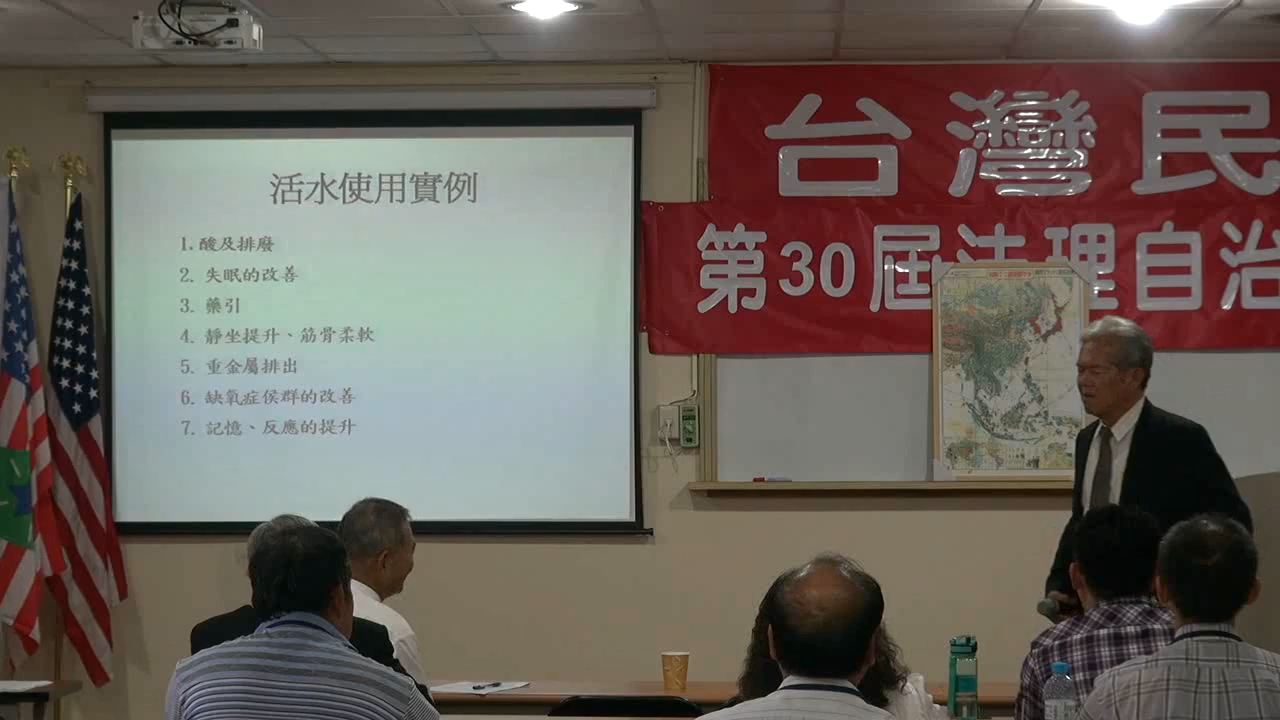 活水使用實例
1. 酸及排廢
2. 失眠的改善
3. 藥引
4. 靜坐提升、筋骨柔軟
5. 重金屬排出
6. 缺氧症侯群的改善
7. 記憶、反應的提升
台灣民
第30屆法理自治